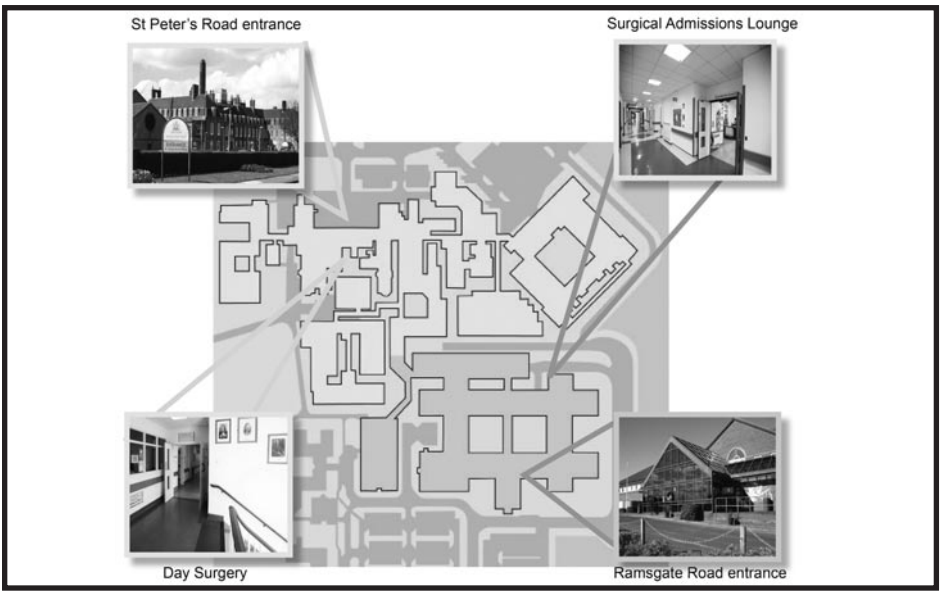 St Peter's Road entrance
Surgical Admissions Lounge
Day Surgery
Ramsgate Road entrance